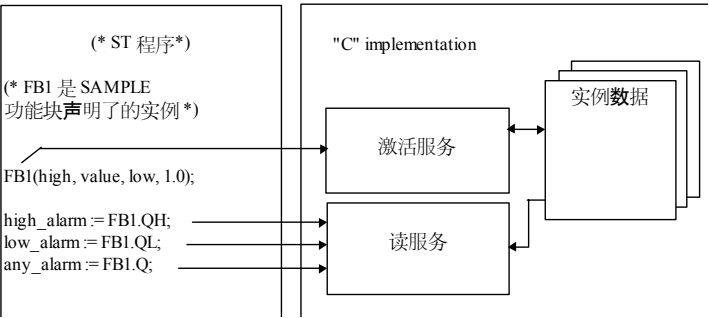 (* ST 程序*)
(* FB1 是 SAMPLE
功能块声明了的实例*)
FB1(high, value, low, 1.0);
high_alarm := FB1.QH;
low_alarm := FB1.QL;
any_alarm := FB1.Q;
"C" implementation
激活服务
读服务
实例数据